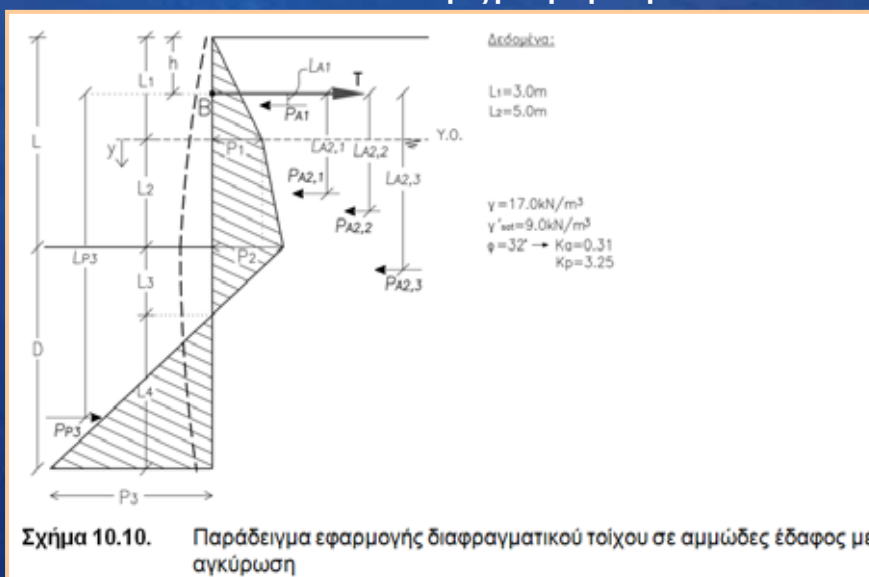 Δεδομένα:
L1=3.0m
L2=5.0m
γ=17.0kN/m³
γ'sat=9.0kN/m³
φ=32° → Ka=0.31
Kp=3.25
L1
h
LA1
T
B
PA1
Y.O.
L
y
P1
LA2,1
LA2,2
LA2,3
L2
PA2,1
PA2,2
P2
LP3
PA2,3
L3
D
L4
PP3
P3
Σχήμα 10.10. Παράδειγμα εφαρμογής διαφραγματικού τοίχου σε αμμώδες έδαφος με
αγκύρωση